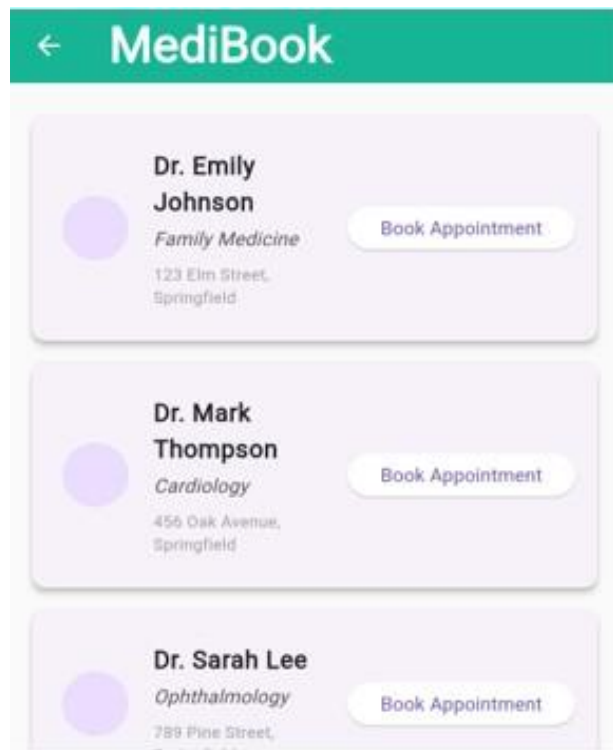 MediBook
Dr. Emily
Johnson
Family Medicine
Book Appointment
123 Elm Street,
Springfield
Dr. Mark
Thompson
Cardiology
Book Appointment
456 Oak Avenue,
Springfield
Dr. Sarah Lee
Ophthalmology
Book Appointment
789 Pine Street,